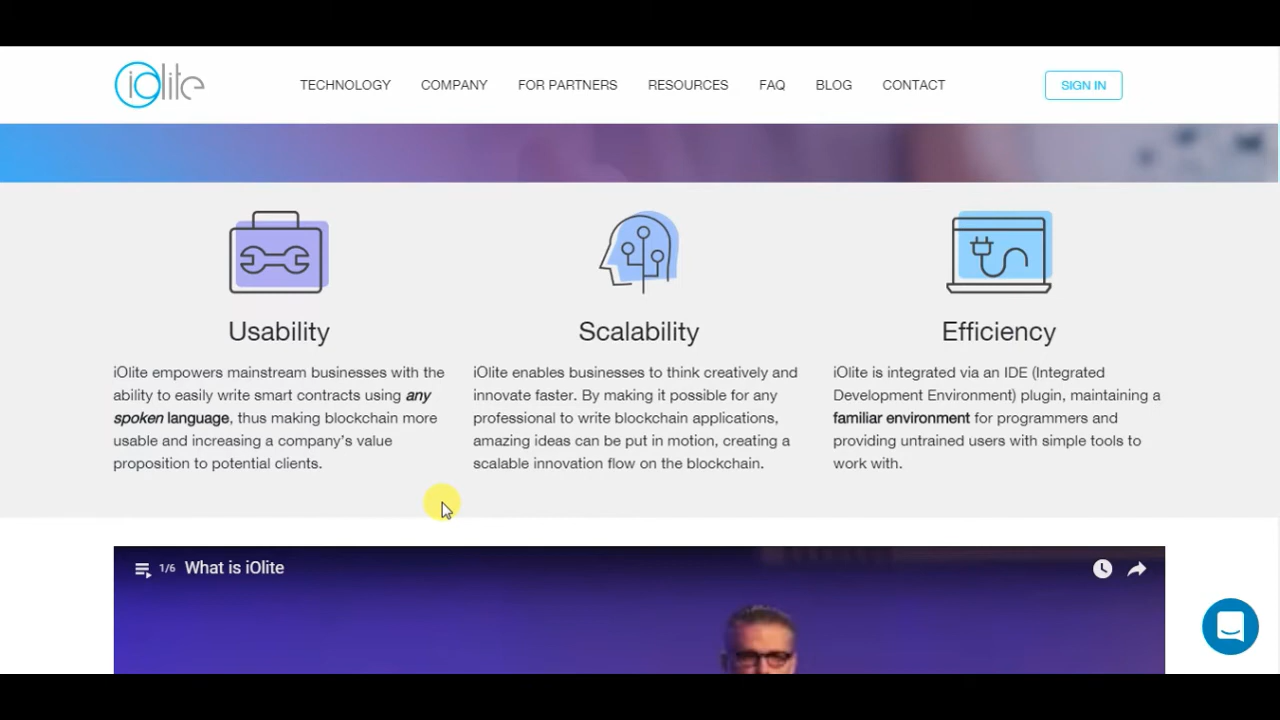 iolite
TECHNOLOGY
COMPANY
FOR PARTNERS
RESOURCES
FAQ
BLOG
CONTACT
SIGN IN
Usability
iOlite empowers mainstream businesses with the
ability to easily write smart contracts using any
spoken language, thus making blockchain more
usable and increasing a company's value
proposition to potential clients.
Scalability
iOlite enables businesses to think creatively and
innovate faster. By making it possible for any
professional to write blockchain applications,
amazing ideas can be put in motion, creating a
scalable innovation flow on the blockchain.
Efficiency
iOlite is integrated via an IDE (Integrated
Development Environment) plugin, maintaining a
familiar environment for programmers and
providing untrained users with simple tools to
work with.
1/6 What is iOlite